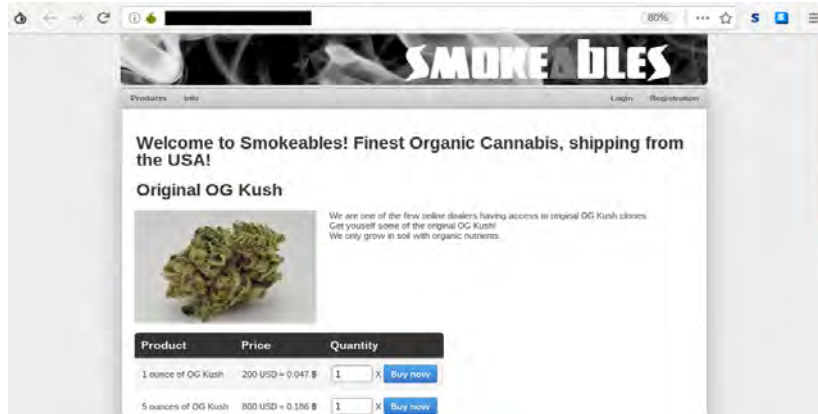 80%
SMOKEABLES
Products Info Login Registration
Welcome to Smokeables! Finest Organic Cannabis, shipping from
the USA!
Original OG Kush
We are one of the few online dealers having access to original OG Kush clones
Get youself some of the original OG Kush!
We only grow in soil with organic nutrients
Product Price Quantity
1 ounce of OG Kush 200 USD = 0.047 ฿ 1 X Buy now
5 ounces of OG Kush 800 USD = 0.186 ฿ 1 X Buy now